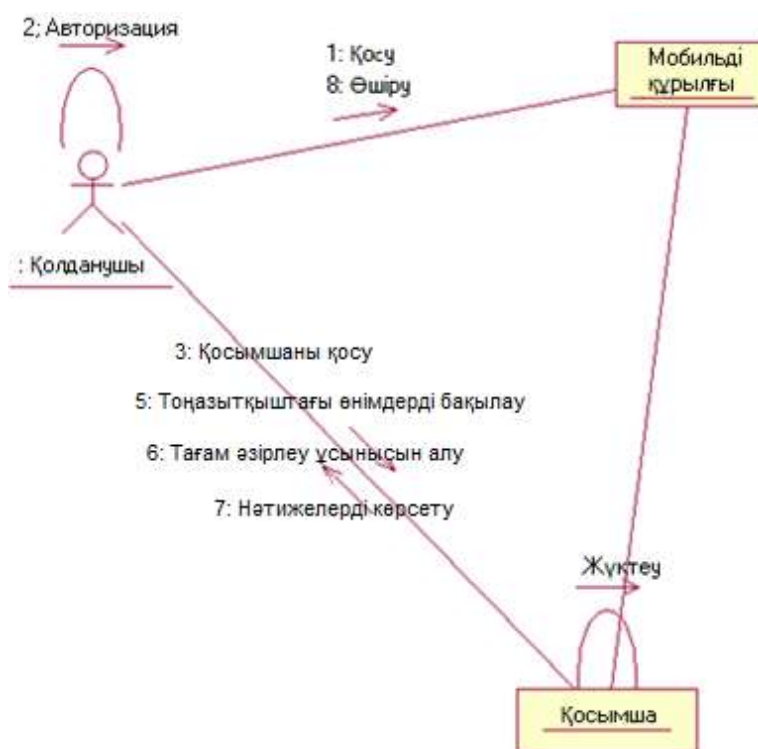 2; Авторизация
1: Қосу
8: Өшіру
Мобильді
құрылғы
: Қолданушы
3: Қосымшаны қосу
5: Тоңазытқыштағы өнімдерді бақылау
6: Тағам әзірлеу ұсынысын алу
7: Нәтижелерді көрсету
Жүктеу
Қосымша